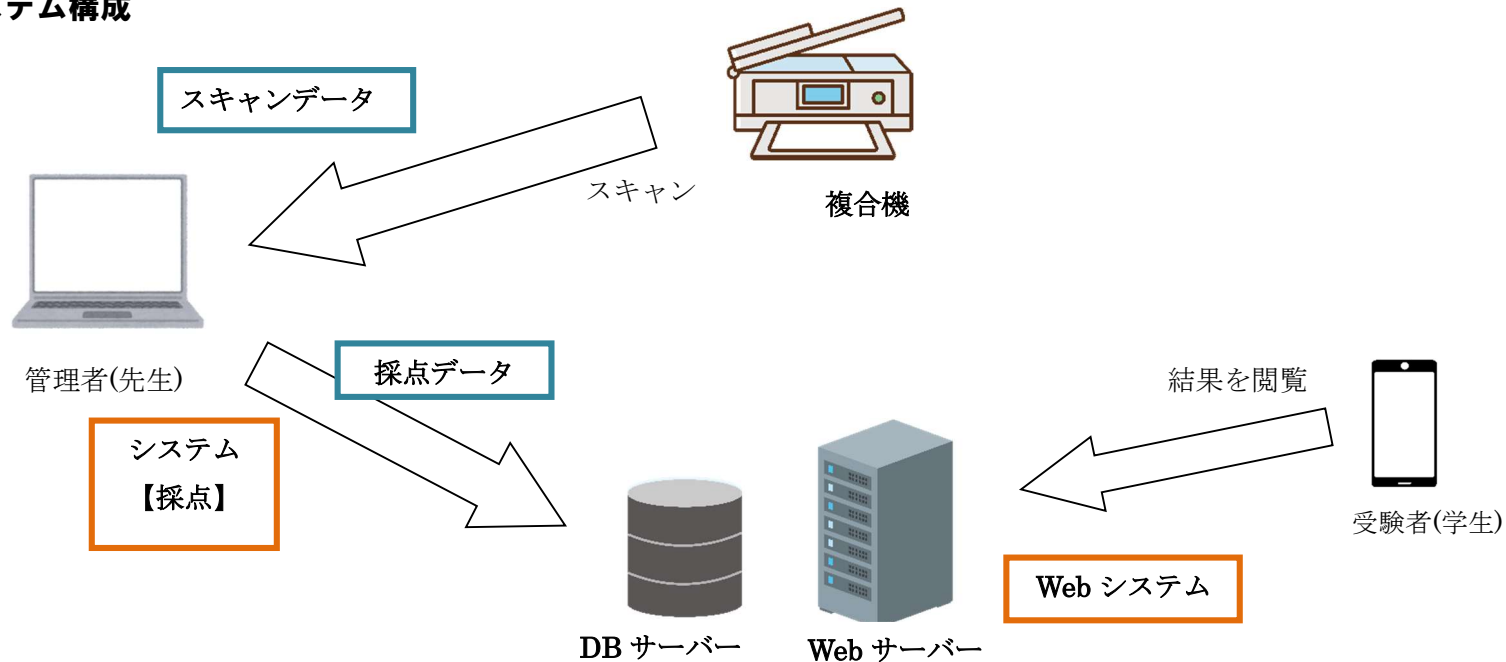 テム構成
スキャンデータ
スキャン
複合機
管理者(先生)
採点データ
システム
【採点】
結果を閲覧
受験者(学生)
Web システム
DB サーバー
Web サーバー